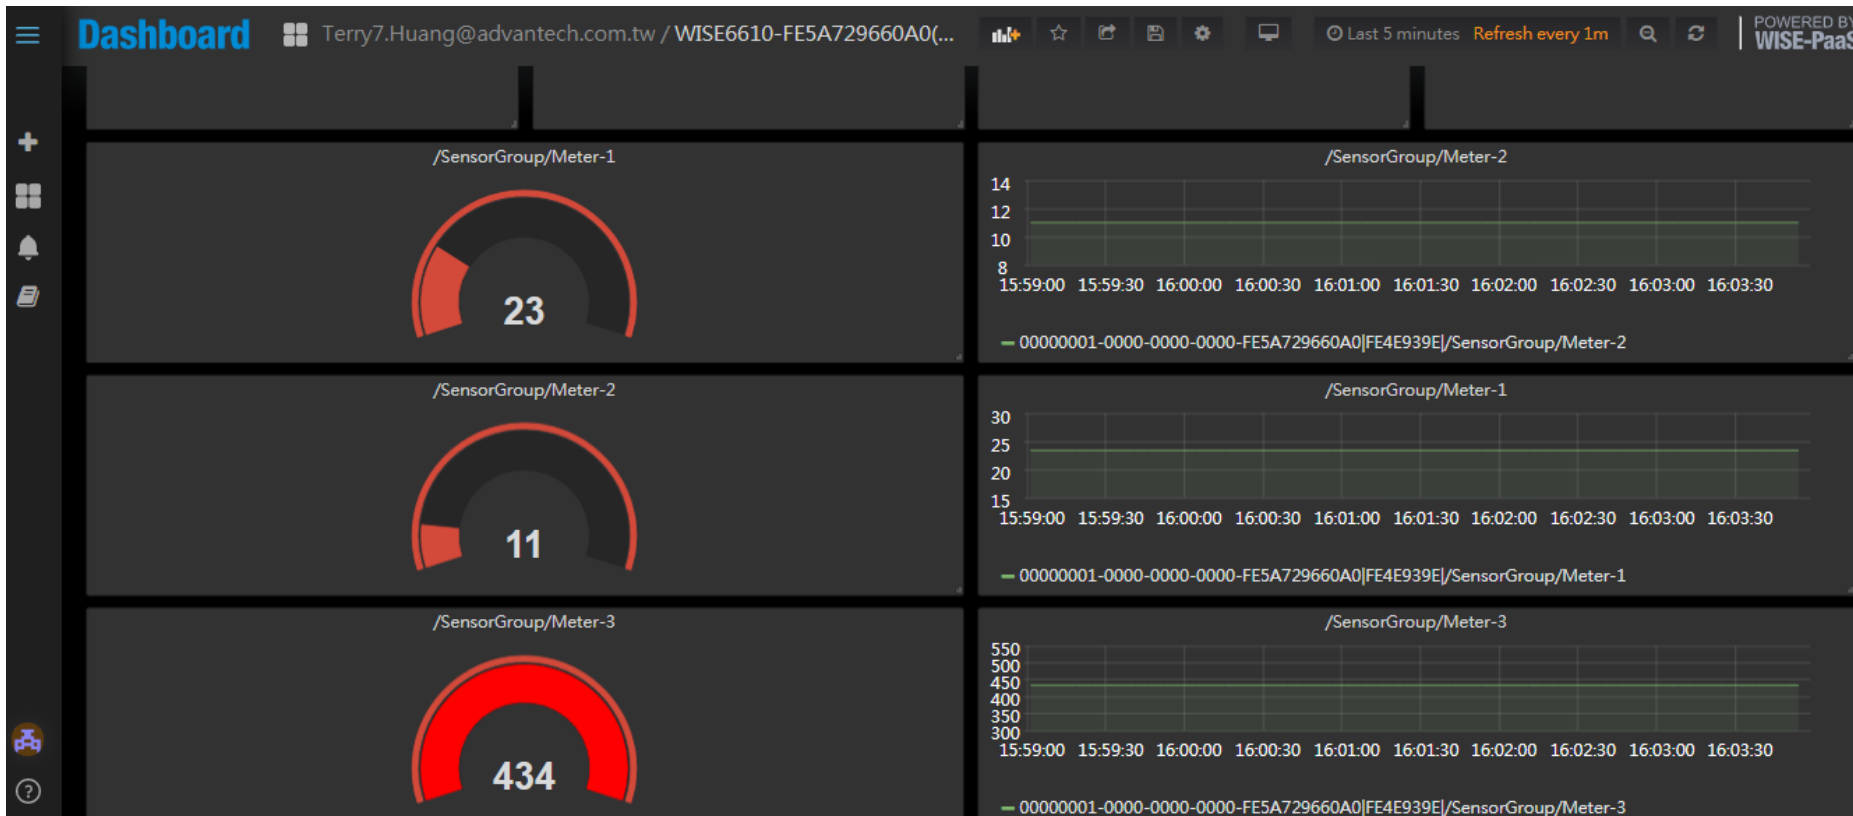 Dashboard Terry7.Huang@advantech.com.tw / WISE6610-FE5A729660A0(... Last 5 minutes Refresh every 1m POWERED BY
WISE-PaaS
/SensorGroup/Meter-1
23
/SensorGroup/Meter-2
14
12
10
8
15:59:00 15:59:30 16:00:00 16:00:30 16:01:00 16:01:30 16:02:00 16:02:30 16:03:00 16:03:30
00000001-0000-0000-0000-FE5A729660A0|FE4E939E|/SensorGroup/Meter-2
/SensorGroup/Meter-2
11
/SensorGroup/Meter-1
30
25
20
15
15:59:00 15:59:30 16:00:00 16:00:30 16:01:00 16:01:30 16:02:00 16:02:30 16:03:00 16:03:30
00000001-0000-0000-0000-FE5A729660A0|FE4E939E|/SensorGroup/Meter-1
/SensorGroup/Meter-3
434
/SensorGroup/Meter-3
550
500
450
400
350
300
15:59:00 15:59:30 16:00:00 16:00:30 16:01:00 16:01:30 16:02:00 16:02:30 16:03:00 16:03:30
00000001-0000-0000-0000-FE5A729660A0|FE4E939E|/SensorGroup/Meter-3
?